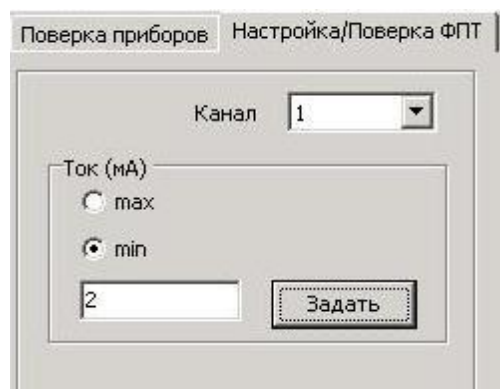 Поверка приборов
Настройка/Поверка ФПТ
Канал 1
Ток (мА)
max
min
2 Задать